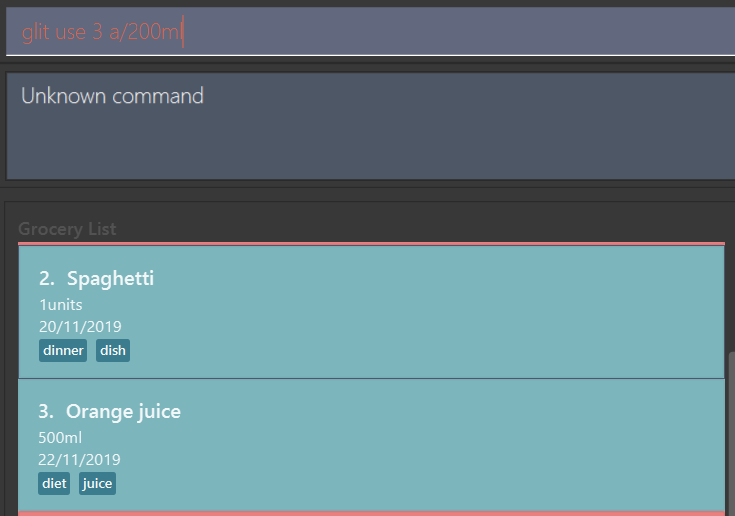 glit use 3 a/200ml
Unknown command
Grocery List
2. Spaghetti
1units
20/11/2019
dinner dish
3. Orange juice
500ml
22/11/2019
diet juice